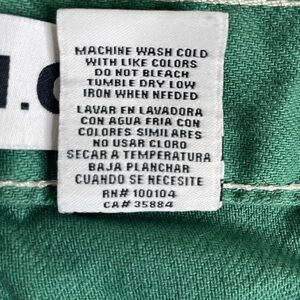 MACHINE WASH COLD
WITH LIKE COLORS
DO NOT BLEACH
TUMBLE DRY LOW
IRON WHEN NEEDED
LAVAR EN LAVADORA
CON AGUA FRIA CON
COLORES SIMILARES
NO USAR CLORO
SECAR A TEMPERATURA
BAJA PLANCHAR
CUANDO SE NECESITE
RN# 100104
CA# 35884